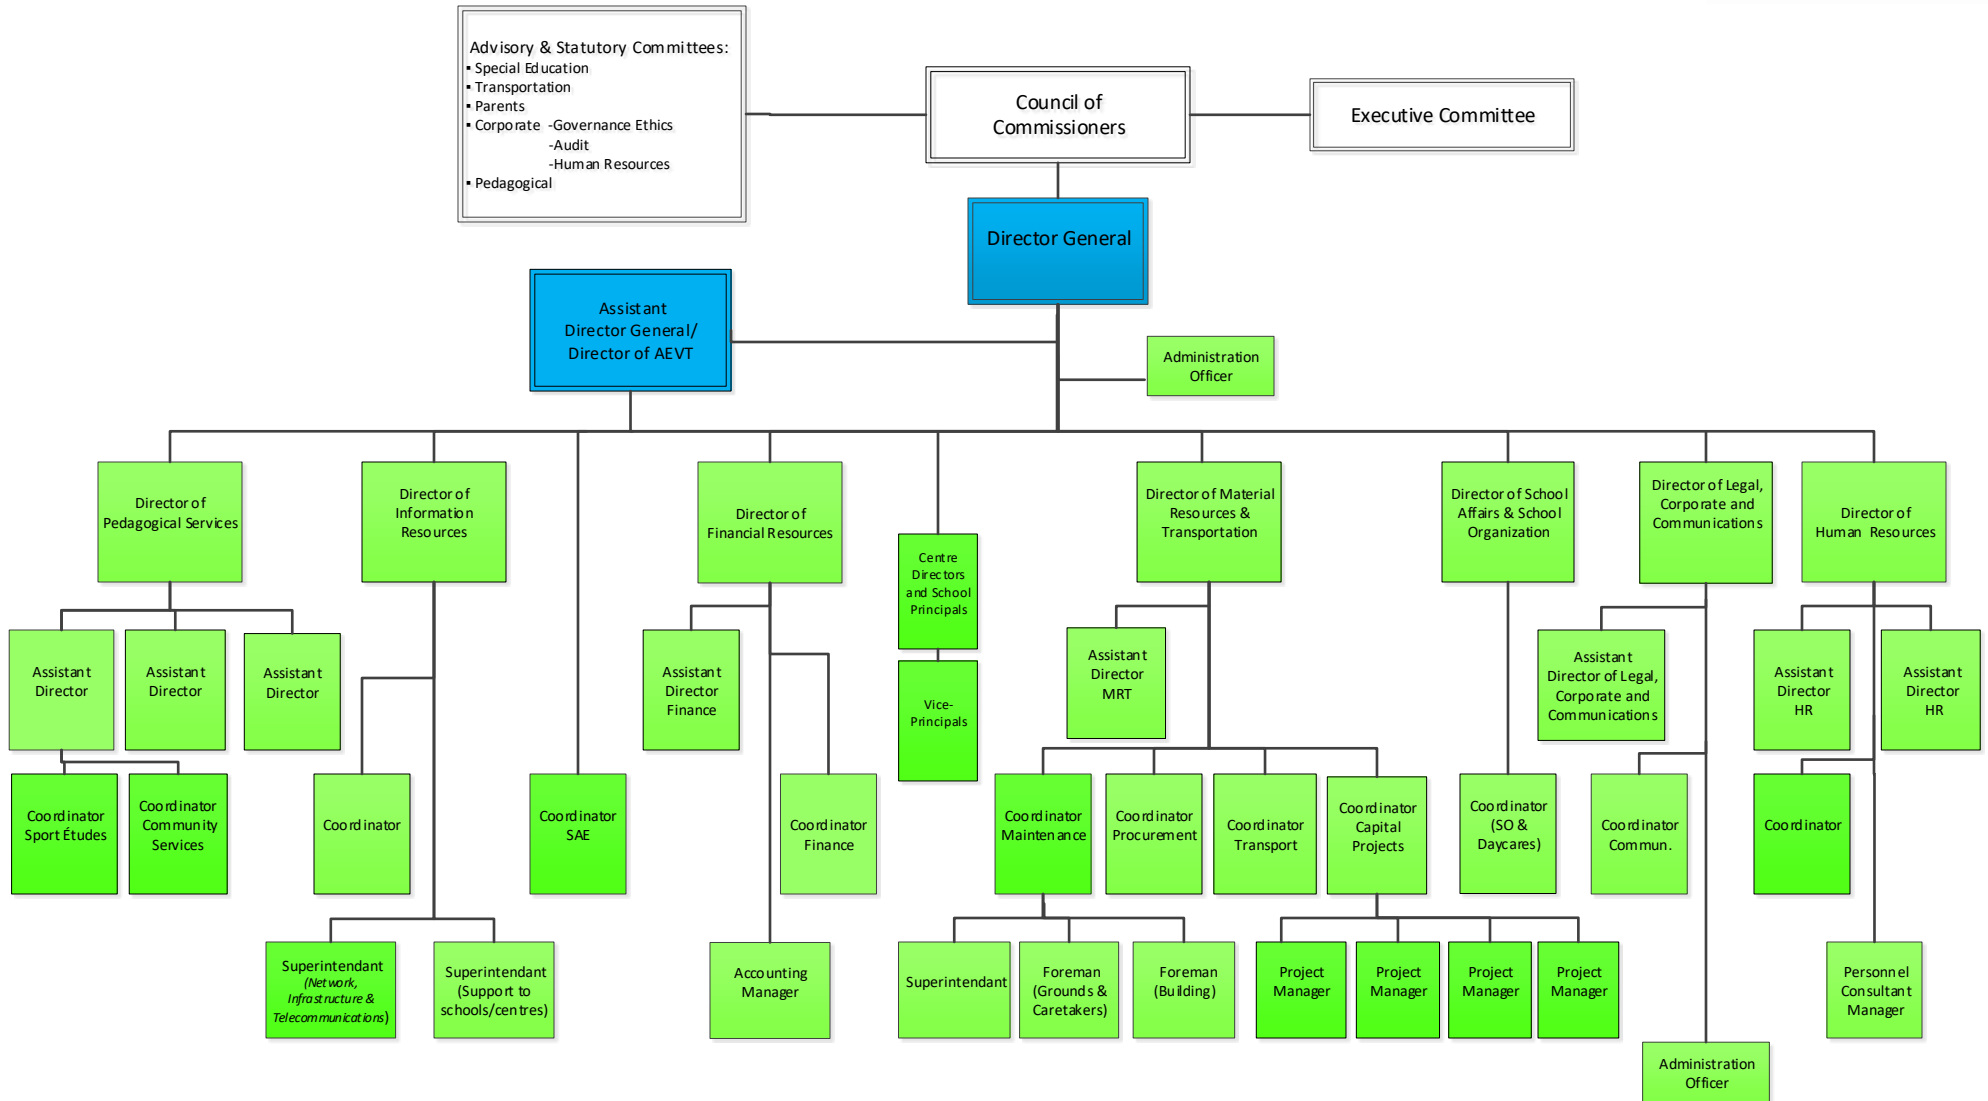 Advisory & Statutory Committees:
▪ Special Education
▪ Transportation
▪ Parents
▪ Corporate -Governance Ethics
-Audit
-Human Resources
▪ Pedagogical
Council of
Commissioners
Executive Committee
Director General
Assistant
Director General/
Director of AEVT
Administration
Officer
Director of
Pedagogical Services
Director of
Information
Resources
Director of
Financial Resources
Centre
Directors
and School
Principals
Director of Material
Resources &
Transportation
Director of School
Affairs & School
Organization
Director of Legal,
Corporate and
Communications
Director of
Human Resources
Assistant
Director
Assistant
Director
Assistant
Director
Assistant
Director
Finance
Vice-
Principals
Assistant
Director
MRT
Assistant
Director of Legal,
Corporate and
Communications
Assistant
Director
HR
Assistant
Director
HR
Coordinator
Sport Études
Coordinator
Community
Services
Coordinator
Coordinator
SAE
Coordinator
Finance
Coordinator
Maintenance
Coordinator
Procurement
Coordinator
Transport
Coordinator
Capital
Projects
Coordinator
(SO &
Daycares)
Coordinator
Commun.
Coordinator
Superintendant
(Network,
Infrastructure &
Telecommunications)
Superintendant
(Support to
schools/centres)
Accounting
Manager
Superintendant
Foreman
(Grounds &
Caretakers)
Foreman
(Building)
Project
Manager
Project
Manager
Project
Manager
Project
Manager
Personnel
Consultant
Manager
Administration
Officer